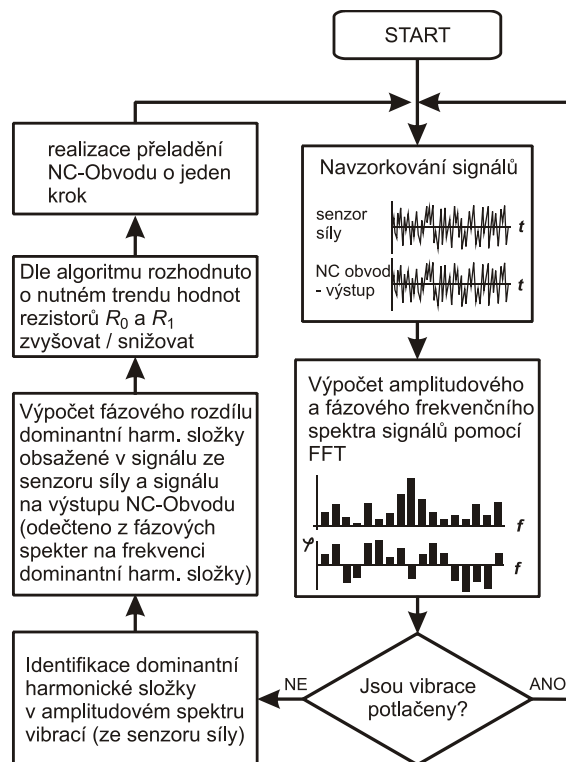 START
Navzorkování signálů
senzor
síly
t
NC obvod
- výstup
t
Výpočet amplitudového
a fázového frekvenčního
spektra signálů pomocí
FFT
f
φ
f
Jsou vibrace
potlačeny?
ANO
NE
Identifikace dominantní
harmonické složky
v amplitudovém spektru
vibrací (ze senzoru síly)
Výpočet fázového rozdílu
dominantní harm. složky
obsažené v signálu ze
senzoru síly a signálu
na výstupu NC-Obvodu
(odečteno z fázových
spekter na frekvenci
dominantní harm. složky)
Dle algoritmu rozhodnuto
o nutném trendu hodnot
rezistorů R0 a R1
zvyšovat / snižovat
realizace přeladění
NC-Obvodu o jeden
krok